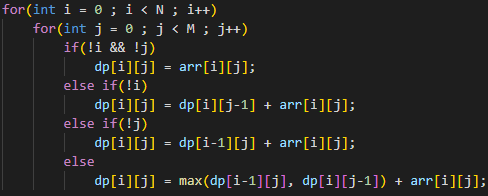 for(int i = 0 ; i < N ; i++)
    for(int j = 0 ; j < M ; j++)
        if(!i && !j)
            dp[i][j] = arr[i][j];
        else if(!i)
            dp[i][j] = dp[i][j-1] + arr[i][j];
        else if(!j)
            dp[i][j] = dp[i-1][j] + arr[i][j];
        else
            dp[i][j] = max(dp[i-1][j], dp[i][j-1]) + arr[i][j];